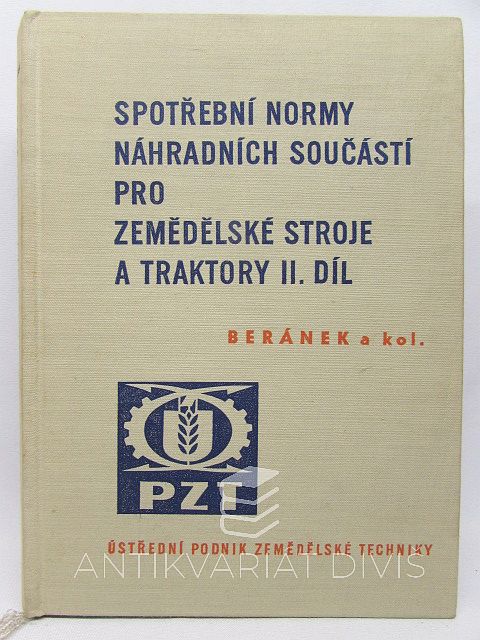 SPOTŘEBNÍ NORMY
NÁHRADNÍCH SOUČÁSTÍ
PRO
ZEMĚDĚLSKÉ STROJE
A TRAKTORY II. DÍL
BERÁNEK a kol.
PZT
ÚSTŘEDNÍ PODNIK ZEMĚDĚLSKÉ TECHNIKY
ANTIKVARIÁT DIVIŠ